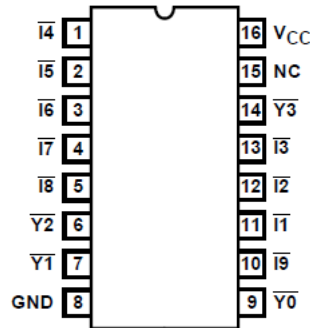 I4 1 16 VCC
I5 2 15 NC
I6 3 14 Y3
I7 4 13 I3
I8 5 12 I2
Y2 6 11 I1
Y1 7 10 I9
GND 8 9 Y0